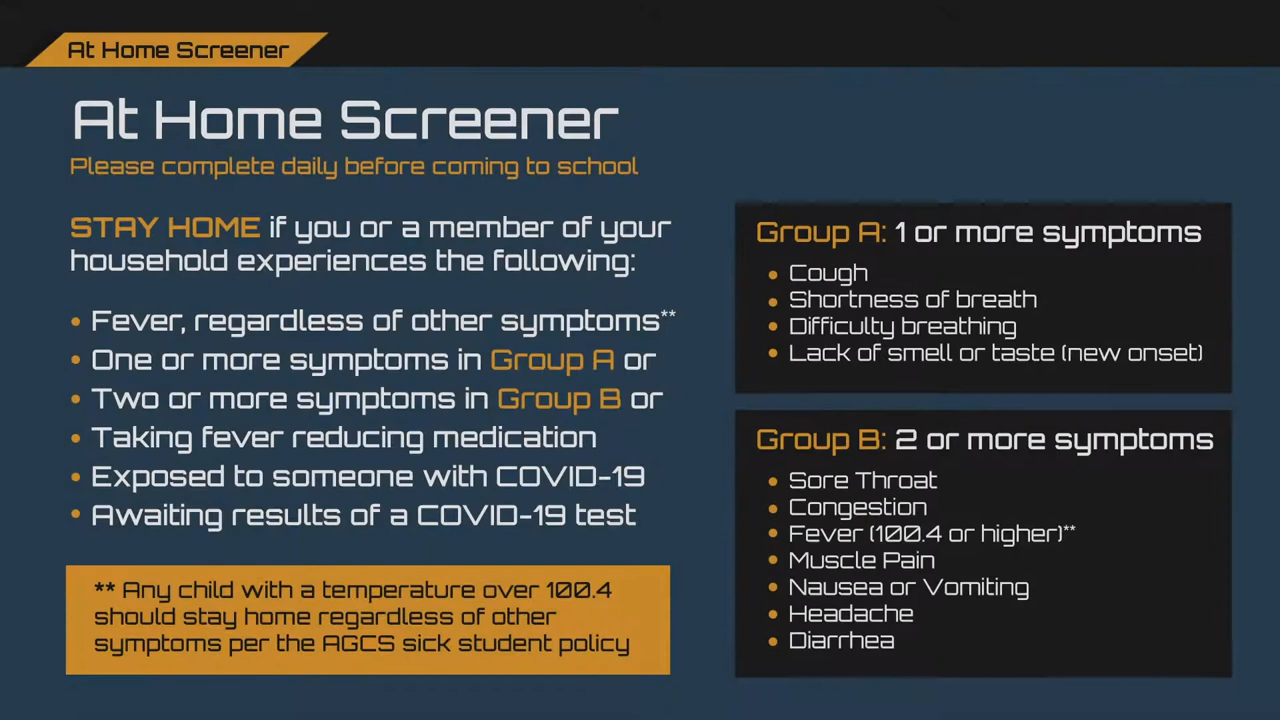 At Home Screener
At Home Screener
Please complete daily before coming to school
STAY HOME if you or a member of your
household experiences the following:
• Fever, regardless of other symptoms**
• One or more symptoms in Group A or
• Two or more symptoms in Group B or
• Taking fever reducing medication
• Exposed to someone with COVID-19
• Awaiting results of a COVID-19 test
** Any child with a temperature over 100.4
should stay home regardless of other
symptoms per the AGCS sick student policy
Group A: 1 or more symptoms
• Cough
• Shortness of breath
• Difficulty breathing
• Lack of smell or taste (new onset)
Group B: 2 or more symptoms
• Sore Throat
• Congestion
• Fever (100.4 or higher)**
• Muscle Pain
• Nausea or Vomiting
• Headache
• Diarrhea